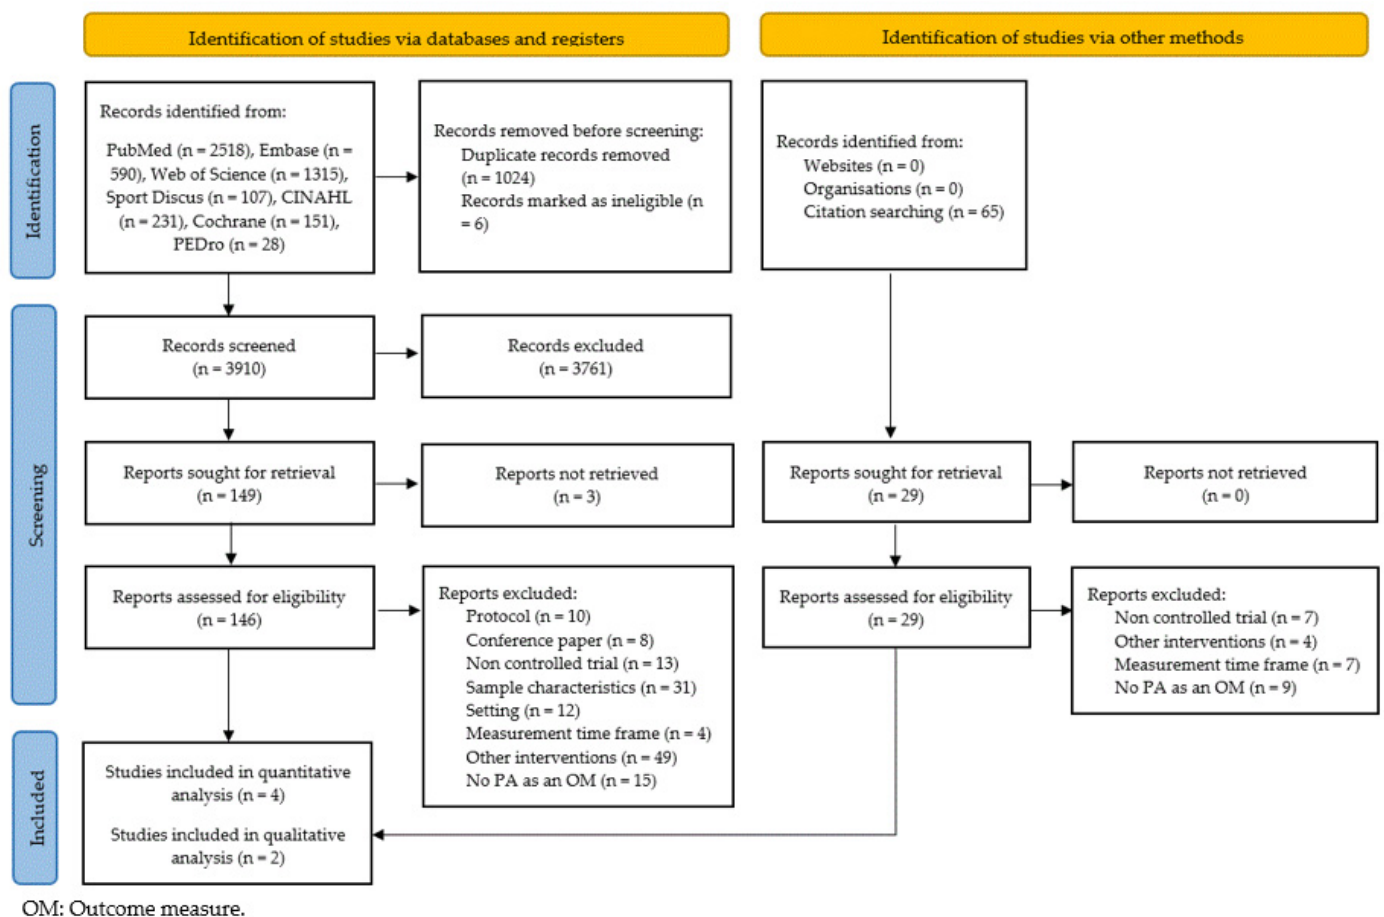 Identification of studies via databases and registers
Identification of studies via other methods
Identification
Records identified from:
PubMed (n = 2518), Embase (n =
590), Web of Science (n = 1315),
Sport Discus (n = 107), CINAHL
(n = 231), Cochrane (n = 151),
PEDro (n = 28)
Records removed before screening:
Duplicate records removed
(n = 1024)
Records marked as ineligible (n
= 6)
Records identified from:
Websites (n = 0)
Organisations (n = 0)
Citation searching (n = 65)
Screening
Records screened
(n = 3910)
Records excluded
(n = 3761)
Reports sought for retrieval
(n = 149)
Reports not retrieved
(n = 3)
Reports sought for retrieval
(n = 29)
Reports not retrieved
(n = 0)
Reports assessed for eligibility
(n = 146)
Reports excluded:
Protocol (n = 10)
Conference paper (n = 8)
Non controlled trial (n = 13)
Sample characteristics (n = 31)
Setting (n = 12)
Measurement time frame (n = 4)
Other interventions (n = 49)
No PA as an OM (n = 15)
Reports assessed for eligibility
(n = 29)
Reports excluded:
Non controlled trial (n = 7)
Other interventions (n = 4)
Measurement time frame (n = 7)
No PA as an OM (n = 9)
Included
Studies included in quantitative
analysis (n = 4)
Studies included in qualitative
analysis (n = 2)
OM: Outcome measure.